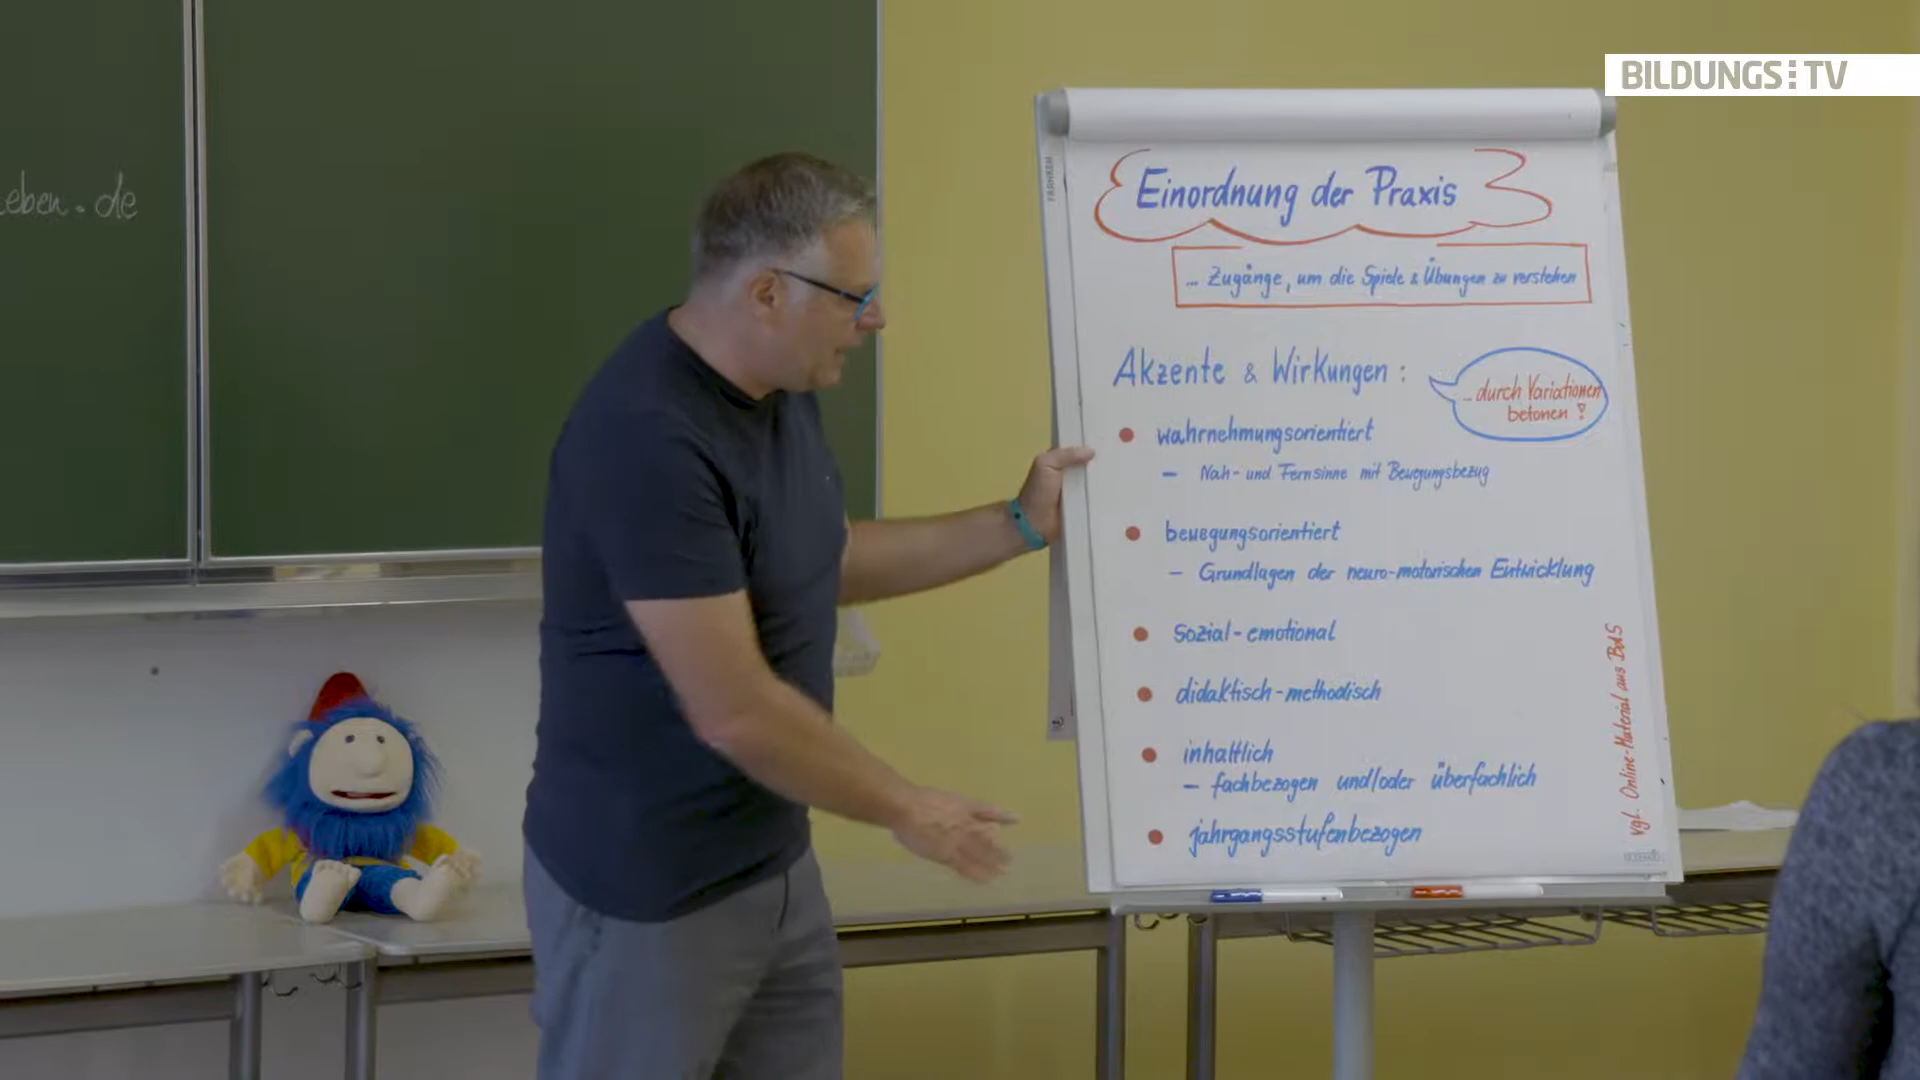 BILDUNGS:TV
eben.de
Einordnung der Praxis
... Zugänge, um die Spiele & Übungen zu verstehen
Akzente & Wirkungen:
... durch Variationen
betonen!
wahrnehmungsorientiert
- Nah- und Fernsinne mit Bewegungsbezug
bewegungsorientiert
- Grundlagen der neuro-motorischen Entwicklung
sozial-emotional
didaktisch-methodisch
inhaltlich
- fachbezogen und/oder überfachlich
jahrgangsstufenbezogen
vgl. Online-Material aus BdS
FRANKEN